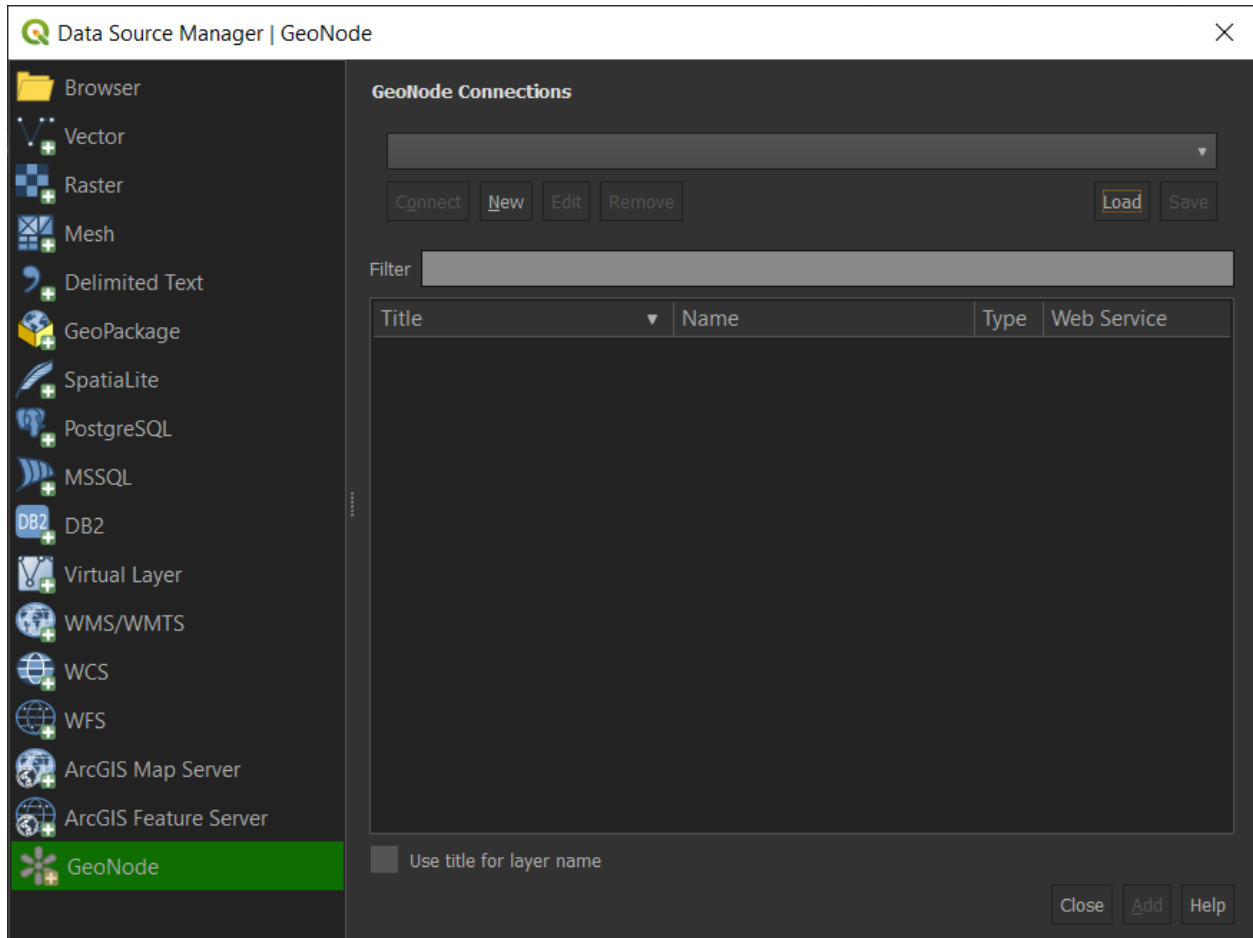 Data Source Manager | GeoNode
Browser
Vector
Raster
Mesh
Delimited Text
GeoPackage
SpatiaLite
PostgreSQL
MSSQL
DB2
DB2
Virtual Layer
WMS/WMTS
WCS
WFS
ArcGIS Map Server
ArcGIS Feature Server
GeoNode
GeoNode Connections
Connect New Edit Remove Load Save
Filter
Title Name Type Web Service
Use title for layer name
Close Add Help